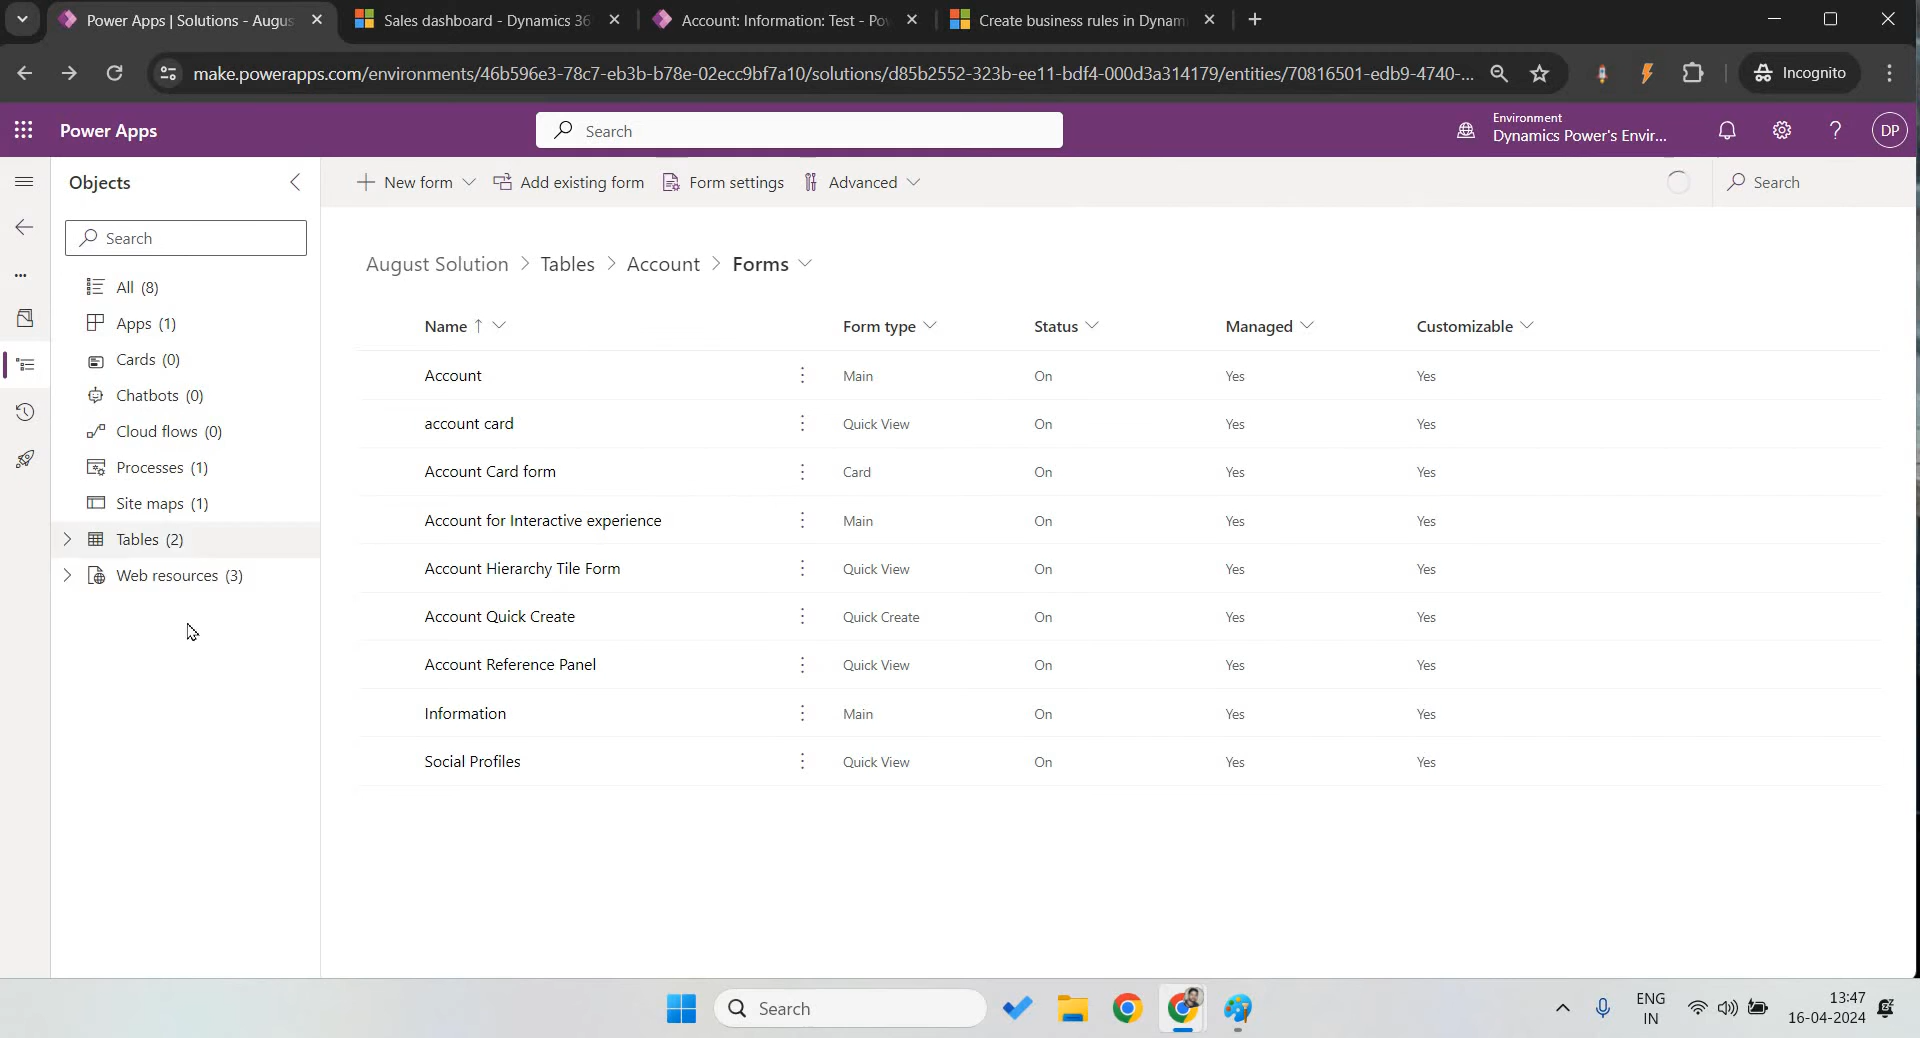 Power Apps | Solutions - Augus
Sales dashboard - Dynamics 36
Account: Information: Test - Po
Create business rules in Dynam
make.powerapps.com/environments/46b596e3-78c7-eb3b-b78e-02ecc9bf7a10/solutions/d85b2552-323b-ee11-bdf4-000d3a314179/entities/70816501-edb9-4740-...
Incognito
Power Apps
Search
Environment
Dynamics Power's Envir...
DP
Objects
New form
Add existing form
Form settings
Advanced
Search
Search
All (8)
Apps (1)
Cards (0)
Chatbots (0)
Cloud flows (0)
Processes (1)
Site maps (1)
Tables (2)
Web resources (3)
August Solution > Tables > Account > Forms
Name ↑ Form type Status Managed Customizable
Account Main On Yes Yes
account card Quick View On Yes Yes
Account Card form Card On Yes Yes
Account for Interactive experience Main On Yes Yes
Account Hierarchy Tile Form Quick View On Yes Yes
Account Quick Create Quick Create On Yes Yes
Account Reference Panel Quick View On Yes Yes
Information Main On Yes Yes
Social Profiles Quick View On Yes Yes
Search
ENG
IN
13:47
16-04-2024